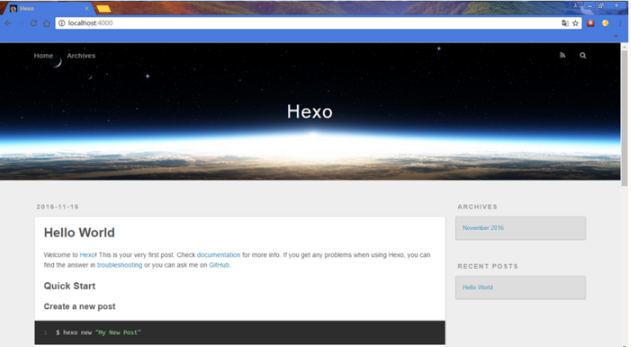 Hexo
localhost:4000
Home Archives
Hexo
2016-11-16
Hello World
Welcome to Hexo! This is your very first post. Check documentation for more info. If you get any problems when using Hexo, you can
find the answer in troubleshooting or you can ask me on GitHub.
Quick Start
Create a new post
1 $ hexo new "My New Post"
ARCHIVES
November 2016
RECENT POSTS
Hello World